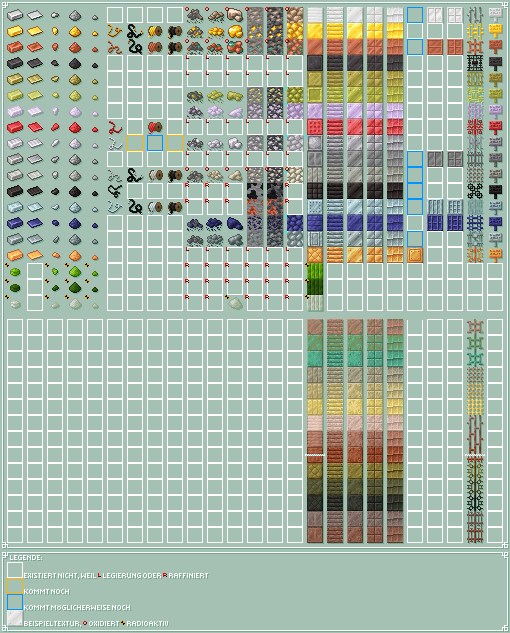 LEGENDE:
EXISTIERT NICHT, WEIL L LEGIERUNG ODER R RAFFINIERT
KOMMT NOCH
KOMMT MÖGLICHERWEISE NOCH
BEISPIELTEXTUR, O OXIDIERT RADIOAKTIV